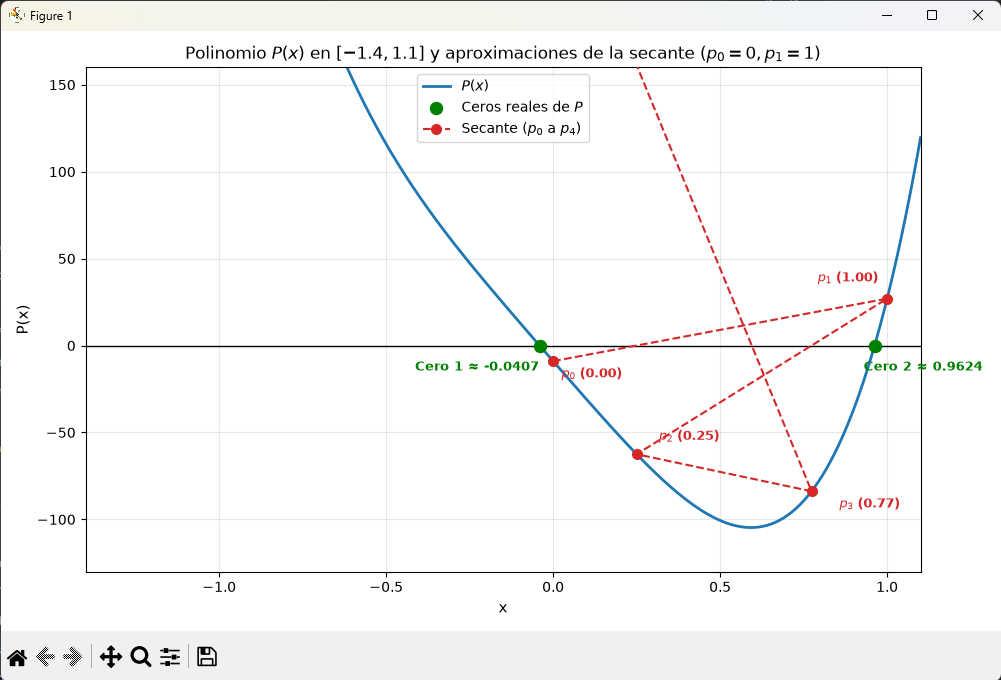 Figure 1
Polinomio P(x) en [−1.4, 1.1] y aproximaciones de la secante (p₀ = 0, p₁ = 1)
P(x)
Ceros reales de P
Secante (p₀ a p₄)
150
100
50
0
−50
−100
P(x)
p₁ (1.00)
Cero 1 ≈ -0.0407
Cero 2 ≈ 0.9624
p₀ (0.00)
p₂ (0.25)
p₃ (0.77)
−1.0
−0.5
0.0
0.5
1.0
x